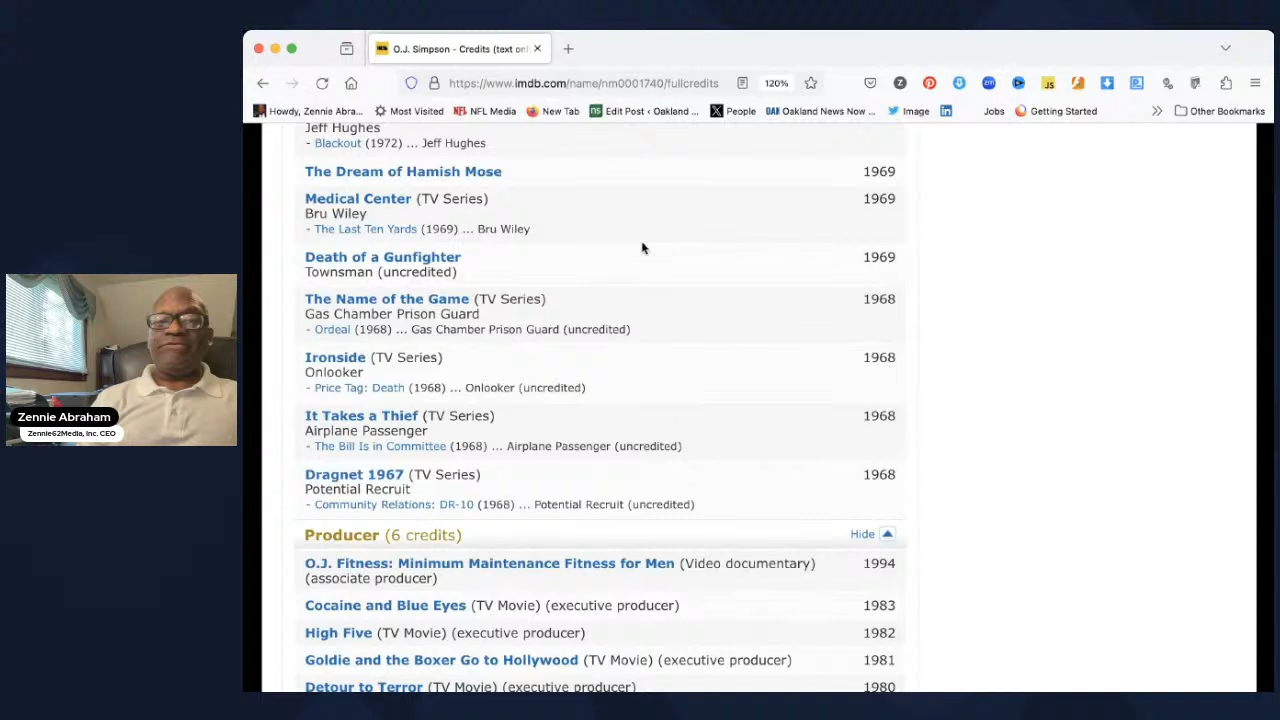 O.J. Simpson - Credits (text onl
https://www.imdb.com/name/nm0001740/fullcredits
120%
Howdy, Zennie Abra...
Most Visited
NFL Media
New Tab
Edit Post ‹ Oakland ...
People
Oakland News Now ...
Image
Jobs
Getting Started
Other Bookmarks
Jeff Hughes
- Blackout (1972) ... Jeff Hughes
The Dream of Hamish Mose 1969
Medical Center (TV Series) 1969
Bru Wiley
- The Last Ten Yards (1969) ... Bru Wiley
Death of a Gunfighter 1969
Townsman (uncredited)
The Name of the Game (TV Series) 1968
Gas Chamber Prison Guard
- Ordeal (1968) ... Gas Chamber Prison Guard (uncredited)
Ironside (TV Series) 1968
Onlooker
- Price Tag: Death (1968) ... Onlooker (uncredited)
It Takes a Thief (TV Series) 1968
Airplane Passenger
- The Bill Is in Committee (1968) ... Airplane Passenger (uncredited)
Dragnet 1967 (TV Series) 1968
Potential Recruit
- Community Relations: DR-10 (1968) ... Potential Recruit (uncredited)
Producer (6 credits) Hide
O.J. Fitness: Minimum Maintenance Fitness for Men (Video documentary) 1994
(associate producer)
Cocaine and Blue Eyes (TV Movie) (executive producer) 1983
High Five (TV Movie) (executive producer) 1982
Goldie and the Boxer Go to Hollywood (TV Movie) (executive producer) 1981
Detour to Terror (TV Movie) (executive producer) 1980
Zennie Abraham
Zennie62Media, Inc. CEO